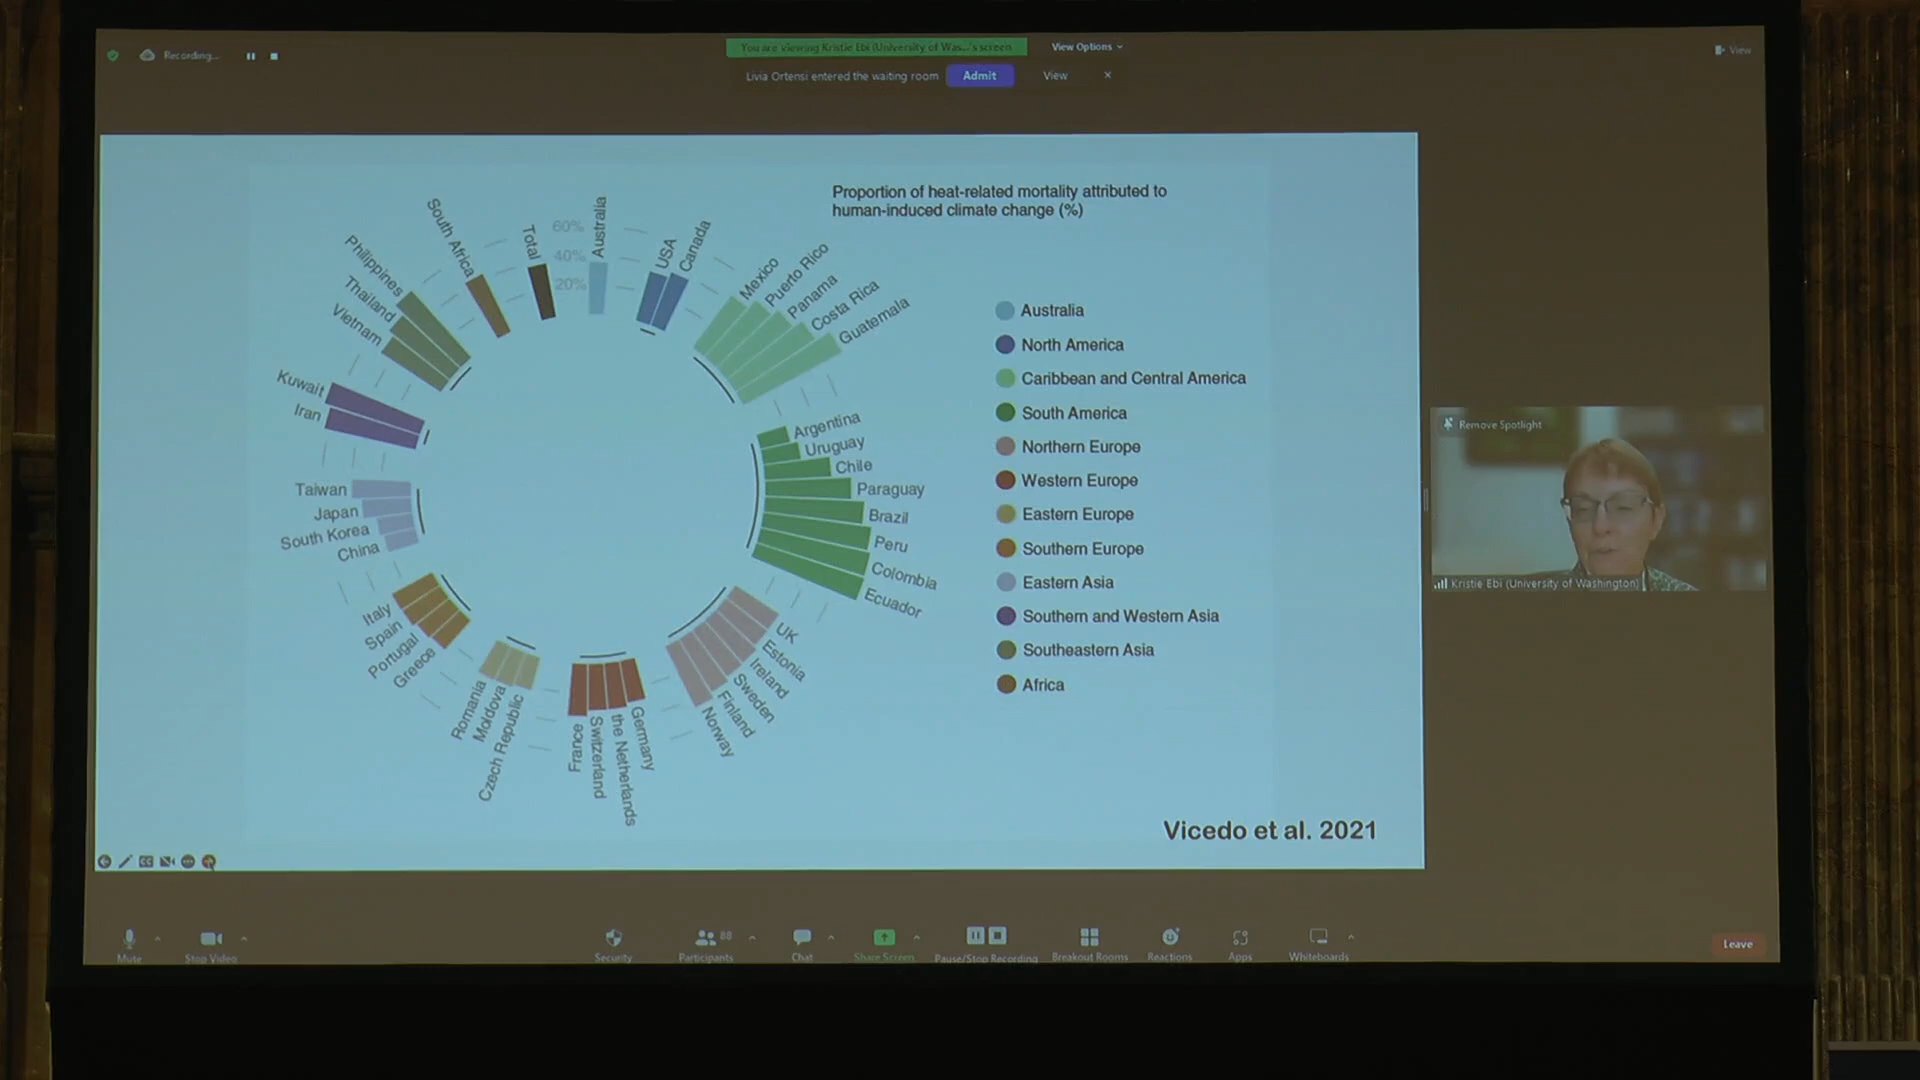 Recording...
You are viewing Kristie Ebi (University of Was...'s screen
View Options
View
Livia Ortensi entered the waiting room
Admit
View
Proportion of heat-related mortality attributed to
human-induced climate change (%)
60%
40%
20%
Total
Australia
USA
Canada
Mexico
Puerto Rico
Panama
Costa Rica
Guatemala
Argentina
Uruguay
Chile
Paraguay
Brazil
Peru
Colombia
Ecuador
UK
Estonia
Ireland
Sweden
Finland
Norway
Germany
the Netherlands
Switzerland
France
Czech Republic
Moldova
Romania
Greece
Portugal
Spain
Italy
China
South Korea
Japan
Taiwan
Iran
Kuwait
Vietnam
Thailand
Philippines
South Africa
Australia
North America
Caribbean and Central America
South America
Northern Europe
Western Europe
Eastern Europe
Southern Europe
Eastern Asia
Southern and Western Asia
Southeastern Asia
Africa
Vicedo et al. 2021
Remove Spotlight
Kristie Ebi (University of Washington)
Mute
Stop Video
Security
Participants
88
Chat
Share Screen
Pause/Stop Recording
Breakout Rooms
Reactions
Apps
Whiteboards
Leave